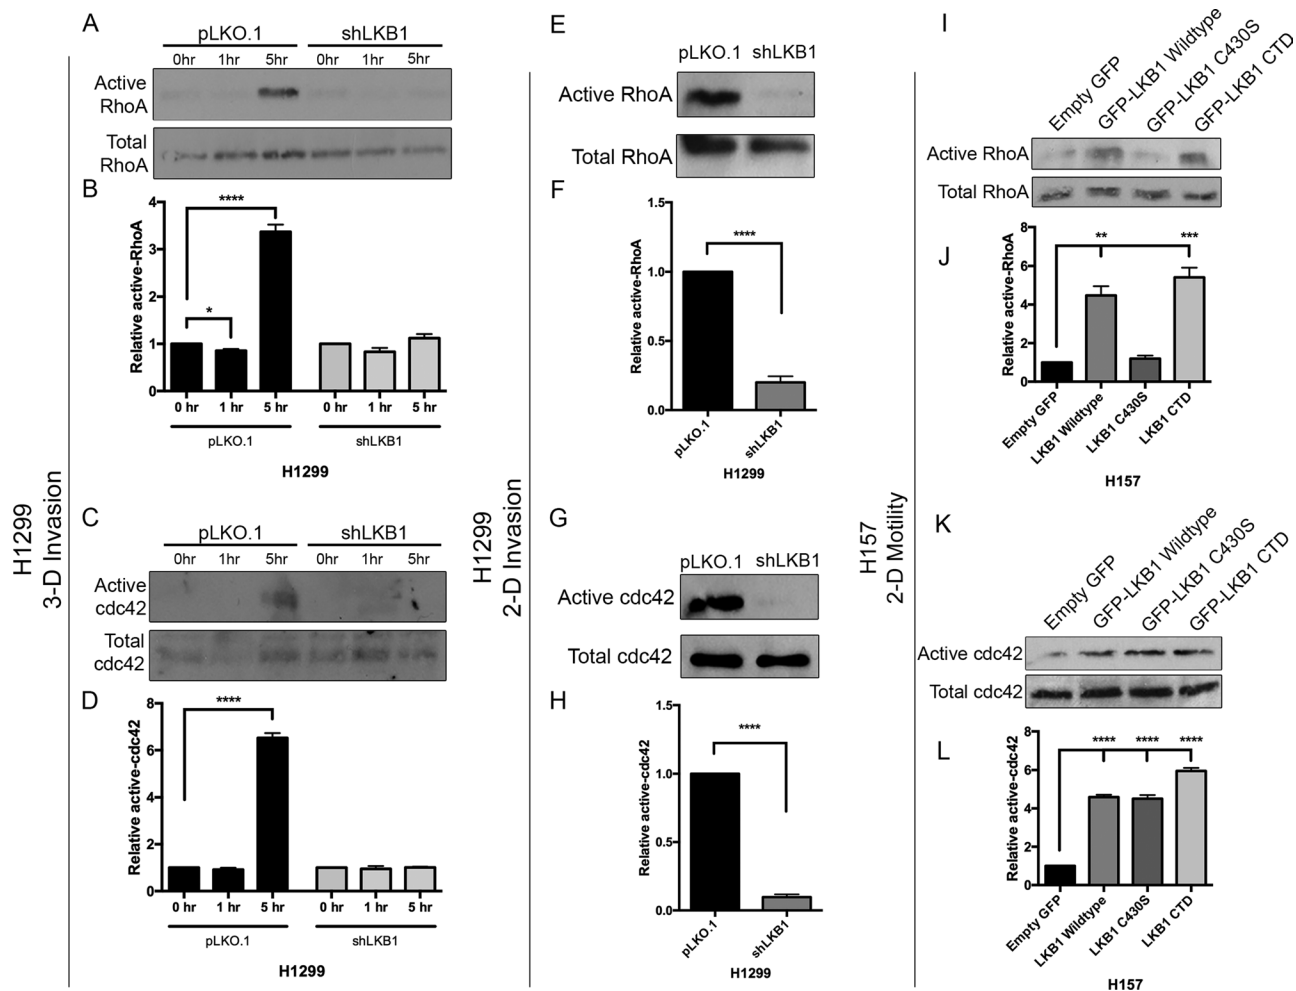 H1299
3-D Invasion
A
pLKO.1 shLKB1
0hr 1hr 5hr 0hr 1hr 5hr
Active
RhoA
Total
RhoA
B
Relative active-RhoA
4
3
2
1
0
****
*
0 hr 1 hr 5 hr 0 hr 1 hr 5 hr
pLKO.1 shLKB1
H1299
C
pLKO.1 shLKB1
0hr 1hr 5hr 0hr 1hr 5hr
Active
cdc42
Total
cdc42
D
Relative active-cdc42
8
6
4
2
0
****
0 hr 1 hr 5 hr 0 hr 1 hr 5 hr
pLKO.1 shLKB1
H1299
H1299
2-D Invasion
E
pLKO.1 shLKB1
Active RhoA
Total RhoA
F
Relative active-RhoA
1.5
1.0
0.5
0.0
****
pLKO.1 shLKB1
H1299
G
pLKO.1 shLKB1
Active cdc42
Total cdc42
H
Relative active-cdc42
1.5
1.0
0.5
0.0
****
pLKO.1 shLKB1
H1299
H157
2-D Motility
I
Empty GFP
GFP-LKB1 Wildtype
GFP-LKB1 C430S
GFP-LKB1 CTD
Active RhoA
Total RhoA
J
Relative active-RhoA
8
6
4
2
0
** ***
Empty GFP
LKB1 Wildtype
LKB1 C430S
LKB1 CTD
H157
K
Empty GFP
GFP-LKB1 Wildtype
GFP-LKB1 C430S
GFP-LKB1 CTD
Active cdc42
Total cdc42
L
Relative active-cdc42
8
6
4
2
0
**** **** ****
Empty GFP
LKB1 Wildtype
LKB1 C430S
LKB1 CTD
H157